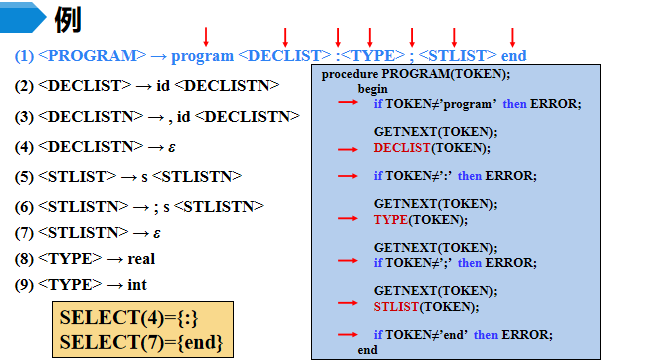 例
(1) <PROGRAM> → program <DECLIST> :<TYPE> ; <STLIST> end
(2) <DECLIST> → id <DECLISTN>
(3) <DECLISTN> → , id <DECLISTN>
(4) <DECLISTN> → ε
(5) <STLIST> → s <STLISTN>
(6) <STLISTN> → ; s <STLISTN>
(7) <STLISTN> → ε
(8) <TYPE> → real
(9) <TYPE> → int
SELECT(4)={:}
SELECT(7)={end}
procedure PROGRAM(TOKEN);
begin
if TOKEN≠’program’ then ERROR;
GETNEXT(TOKEN);
DECLIST(TOKEN);
if TOKEN≠’:’ then ERROR;
GETNEXT(TOKEN);
TYPE(TOKEN);
GETNEXT(TOKEN);
if TOKEN≠’;’ then ERROR;
GETNEXT(TOKEN);
STLIST(TOKEN);
if TOKEN≠’end’ then ERROR;
end